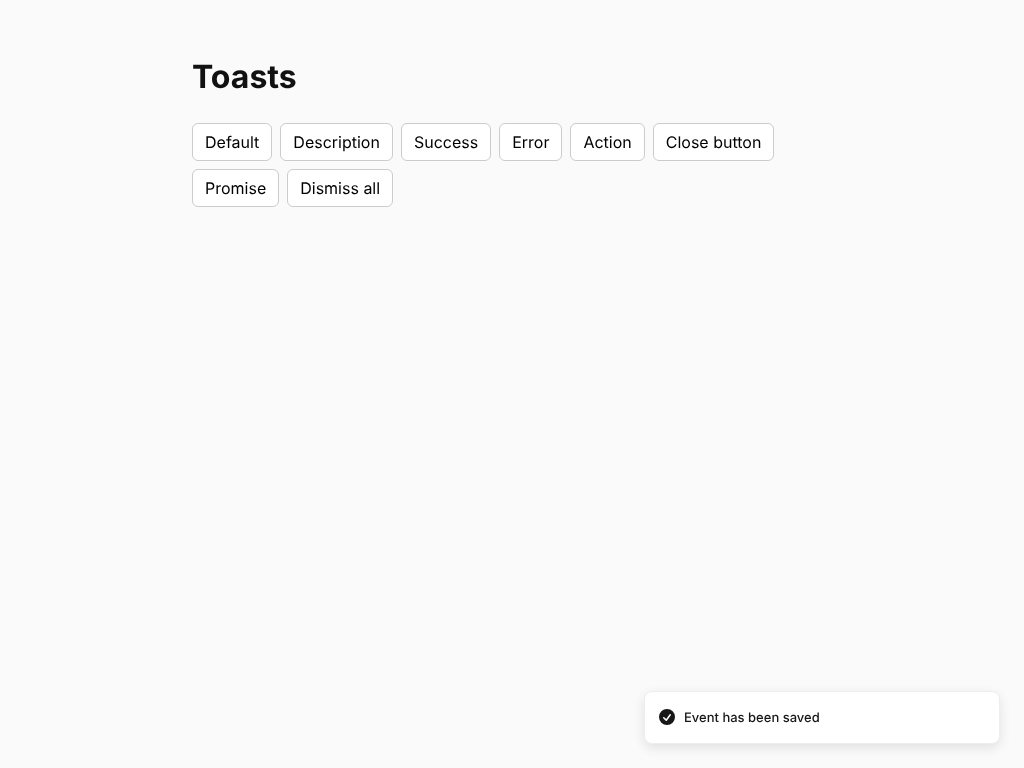 Toasts
Default Description Success Error Action Close button
Promise Dismiss all
Event has been saved